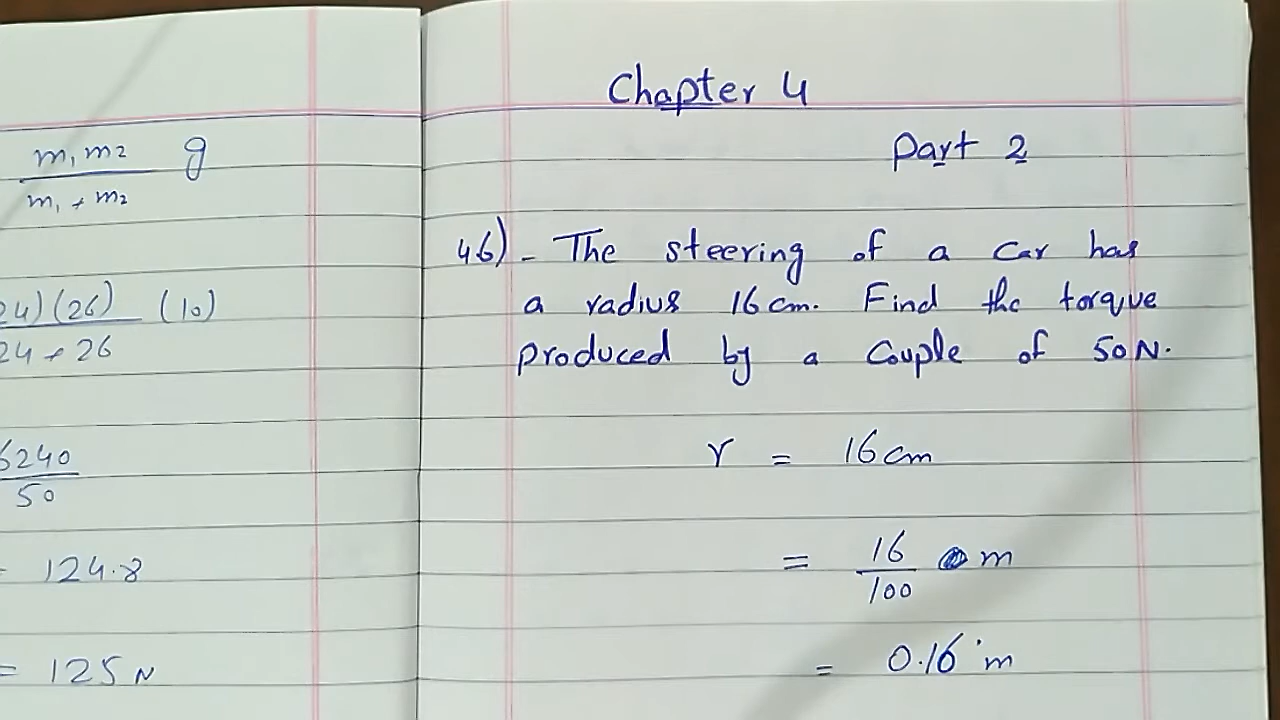 m₁ m₂ g
m₁ + m₂
24) (26) (10)
24 + 26
6240
50
= 124.8
= 125 N
Chapter 4
Part 2
46) - The steering of a car has
a radius 16 cm. Find the torque
produced by a couple of 50 N.
r = 16 cm
= 16 m
100
= 0.16 m